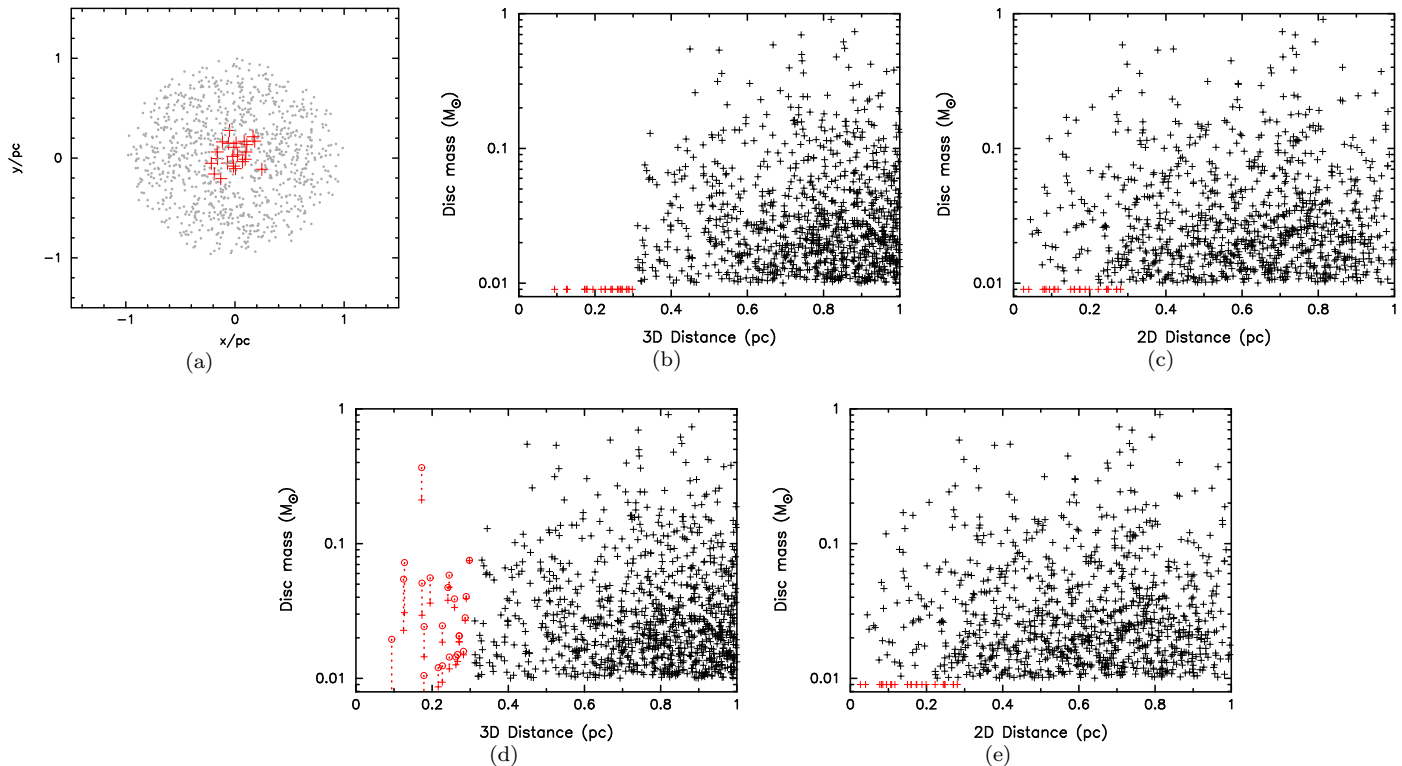 y/pc
1
0
−1
−1
0
1
x/pc
(a)
Disc mass (M⊙)
1
0.1
0.01
0
0.2
0.4
0.6
0.8
1
3D Distance (pc)
(b)
Disc mass (M⊙)
1
0.1
0.01
0
0.2
0.4
0.6
0.8
1
2D Distance (pc)
(c)
Disc mass (M⊙)
1
0.1
0.01
0
0.2
0.4
0.6
0.8
1
3D Distance (pc)
(d)
Disc mass (M⊙)
1
0.1
0.01
0
0.2
0.4
0.6
0.8
1
2D Distance (pc)
(e)